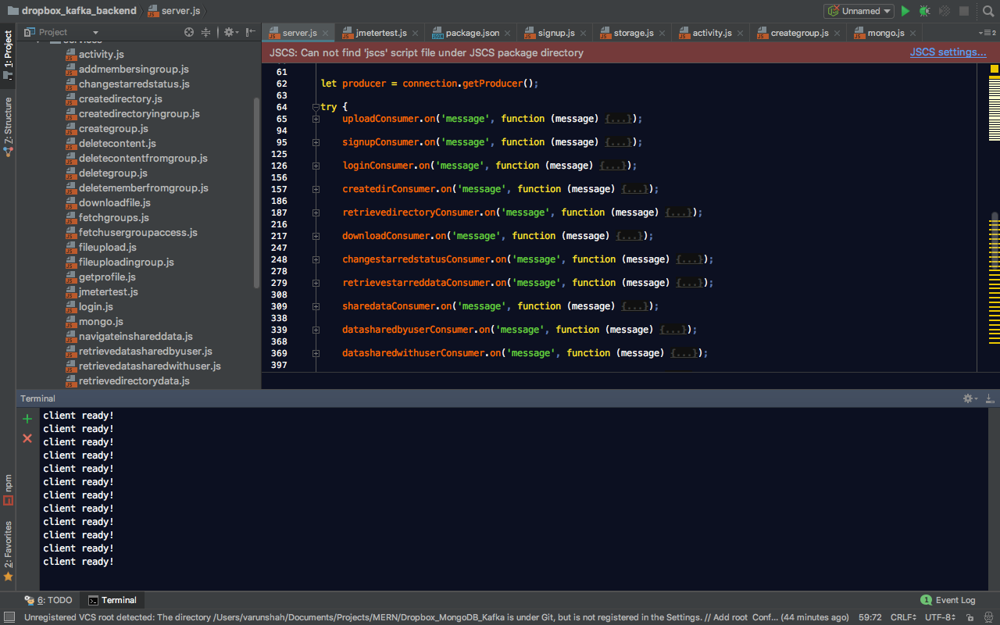 dropbox_kafka_backend server.js Unnamed
1: Project
Project
services
activity.js
addmembersingroup.js
changestarredstatus.js
createdirectory.js
createdirectoryingroup.js
creategroup.js
deletecontent.js
deletecontentfromgroup.js
deletegroup.js
deletememberfromgroup.js
downloadfile.js
fetchgroups.js
fetchusergroupaccess.js
fileupload.js
fileuploadingroup.js
getprofile.js
jmetertest.js
login.js
mongo.js
navigateinshareddata.js
retrievedatasharedbyuser.js
retrievedatasharedwithuser.js
retrievedirectorydata.js
Z: Structure
npm
2: Favorites
server.js jmetertest.js package.json signup.js storage.js activity.js creategroup.js mongo.js 2
JSCS: Can not find 'jscs' script file under JSCS package directory JSCS settings...
61
62 let producer = connection.getProducer();
63
64 try {
65 uploadConsumer.on('message', function (message) {...});
94
95 signupConsumer.on('message', function (message) {...});
125
126 loginConsumer.on('message', function (message) {...});
156
157 createdirConsumer.on('message', function (message) {...});
186
187 retrievedirectoryConsumer.on('message', function (message) {...});
216
217 downloadConsumer.on('message', function (message) {...});
247
248 changestarredstatusConsumer.on('message', function (message) {...});
278
279 retrievestarreddataConsumer.on('message', function (message) {...});
308
309 sharedataConsumer.on('message', function (message) {...});
338
339 datasharedbyuserConsumer.on('message', function (message) {...});
368
369 datasharedwithuserConsumer.on('message', function (message) {...});
397
Terminal
client ready!
client ready!
client ready!
client ready!
client ready!
client ready!
client ready!
client ready!
client ready!
client ready!
client ready!
client ready!
6: TODO Terminal 1 Event Log
Unregistered VCS root detected: The directory /Users/varunshah/Documents/Projects/MERN/Dropbox_MongoDB_Kafka is under Git, but is not registered in the Settings. // Add root Conf... (44 minutes ago) 59:72 CRLF UTF-8